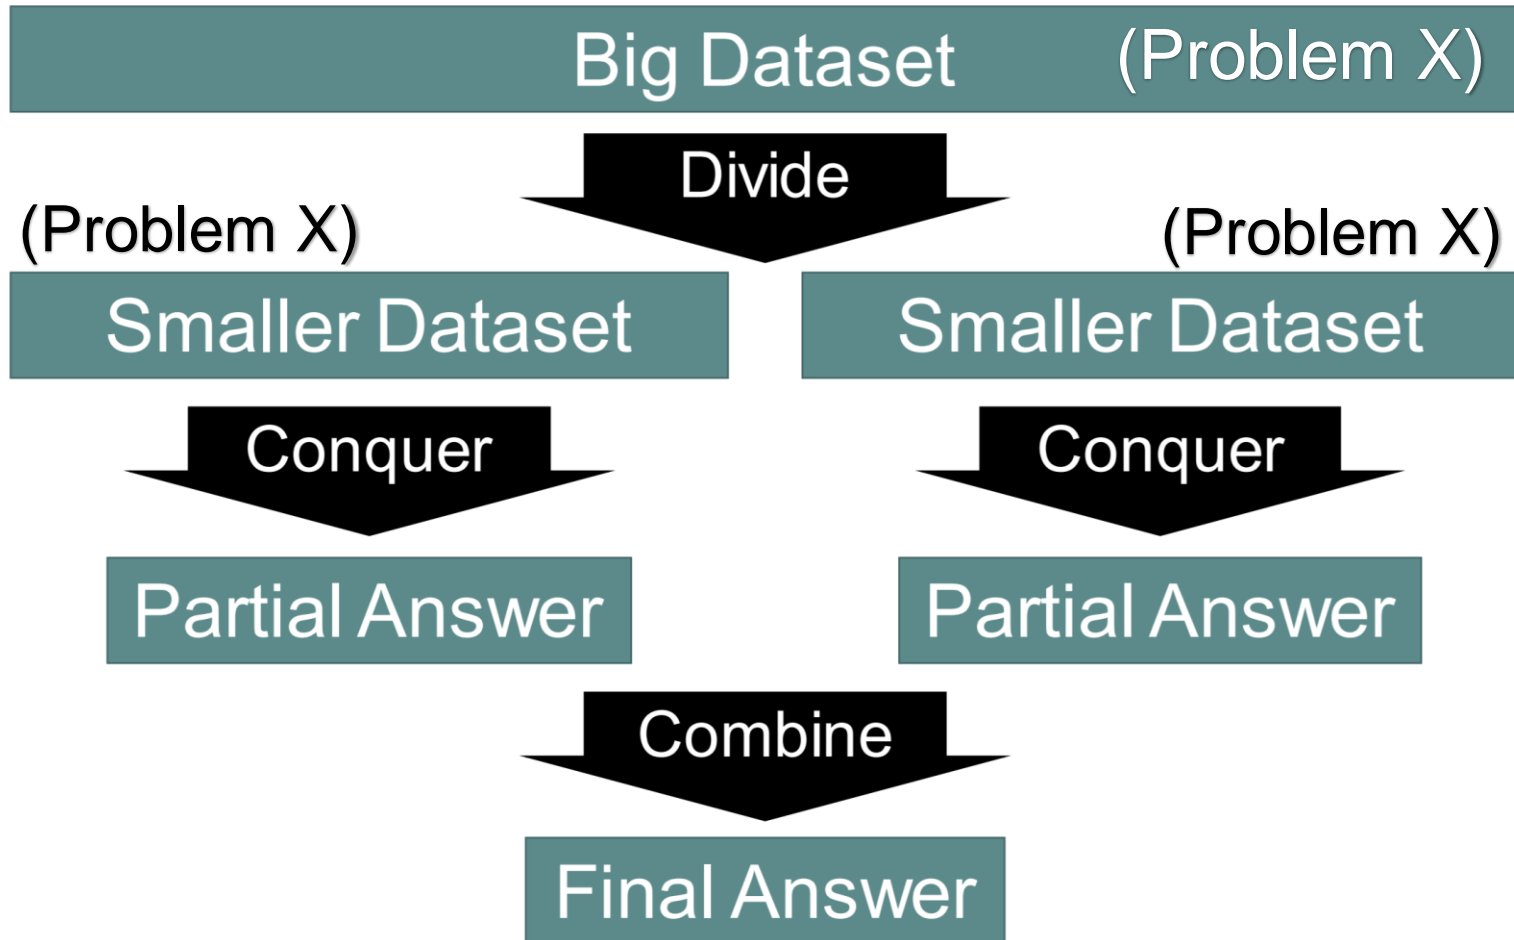 Big Dataset (Problem X)
Divide
(Problem X) (Problem X)
Smaller Dataset Smaller Dataset
Conquer Conquer
Partial Answer Partial Answer
Combine
Final Answer